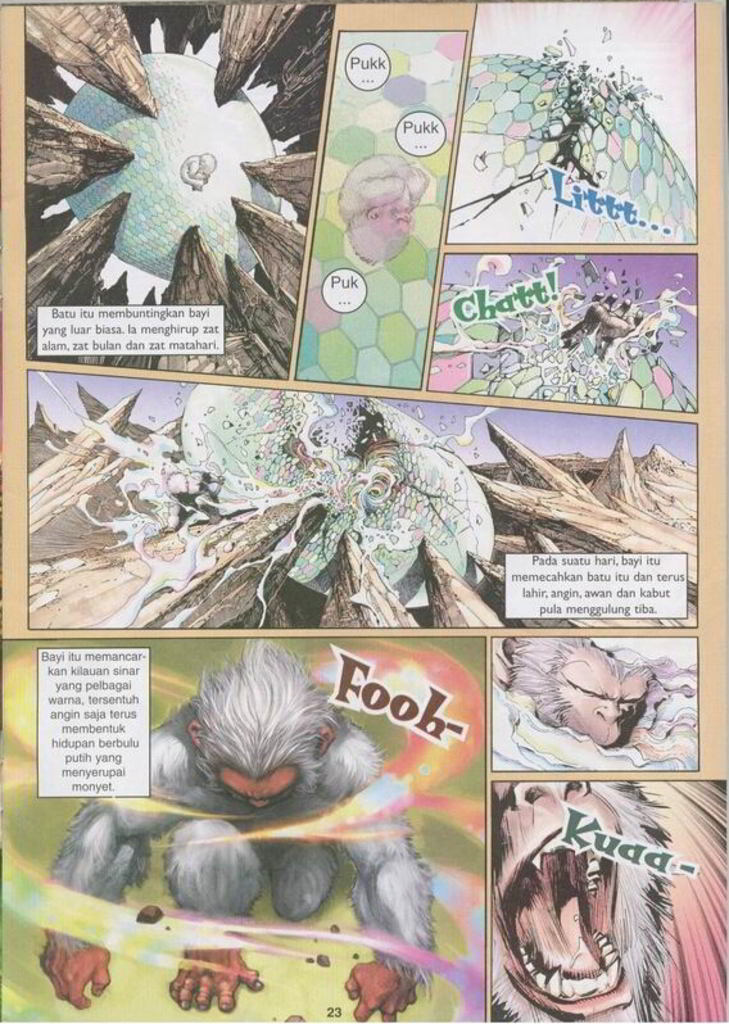 Pukk
...
Pukk
...
Puk
...
Batu itu membuntingkan bayi
yang luar biasa. Ia menghirup zat
alam, zat bulan dan zat matahari.
Littt...
Chatt!
Pada suatu hari, bayi itu
memecahkan batu itu dan terus
lahir, angin, awan dan kabut
pula menggulung tiba.
Bayi itu memancar-
kan kilauan sinar
yang pelbagai
warna, tersentuh
angin saja terus
membentuk
hidupan berbulu
putih yang
menyerupai
monyet.
Fooh-
Kuaa-
23